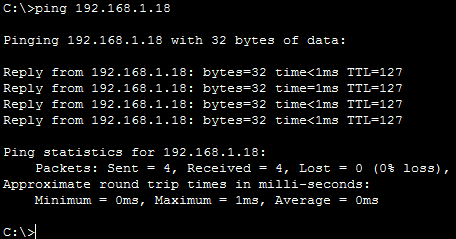 C:\>ping 192.168.1.18
Pinging 192.168.1.18 with 32 bytes of data:
Reply from 192.168.1.18: bytes=32 time<1ms TTL=127
Reply from 192.168.1.18: bytes=32 time=1ms TTL=127
Reply from 192.168.1.18: bytes=32 time<1ms TTL=127
Reply from 192.168.1.18: bytes=32 time<1ms TTL=127
Ping statistics for 192.168.1.18:
Packets: Sent = 4, Received = 4, Lost = 0 (0% loss),
Approximate round trip times in milli-seconds:
Minimum = 0ms, Maximum = 1ms, Average = 0ms
C:\>